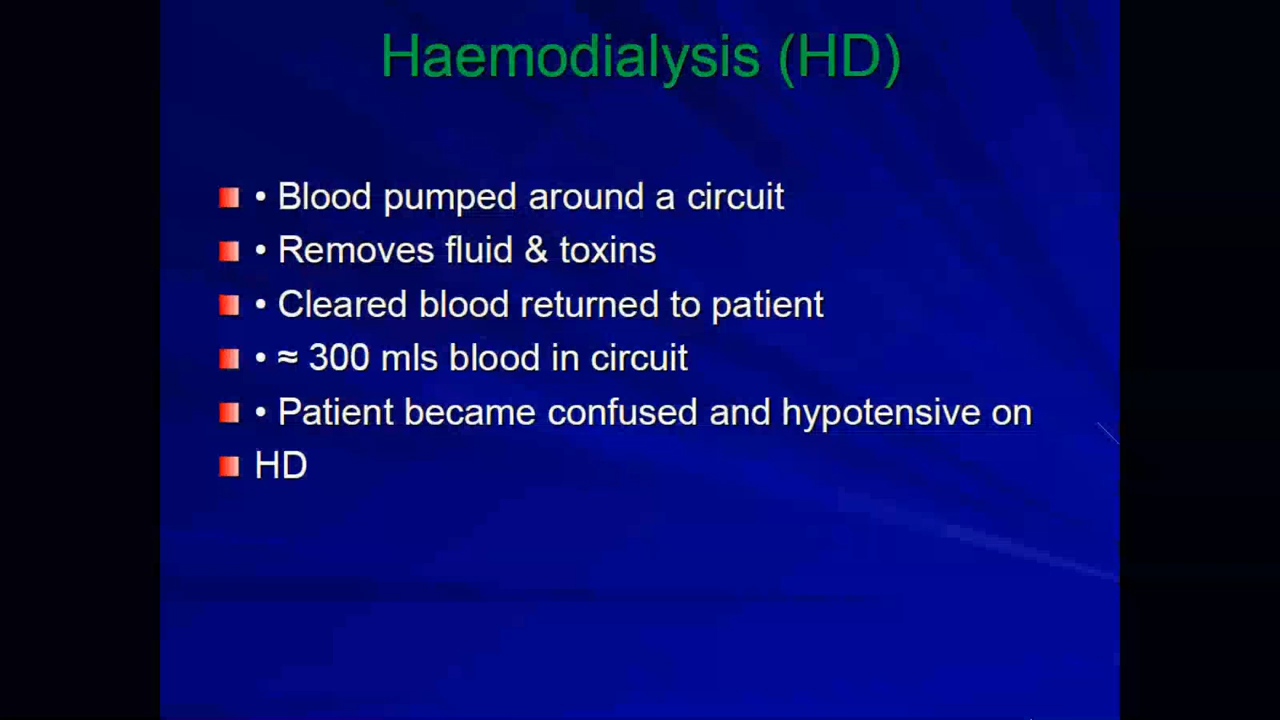 Haemodialysis (HD)
• Blood pumped around a circuit
• Removes fluid & toxins
• Cleared blood returned to patient
• ≈ 300 mls blood in circuit
• Patient became confused and hypotensive on
HD